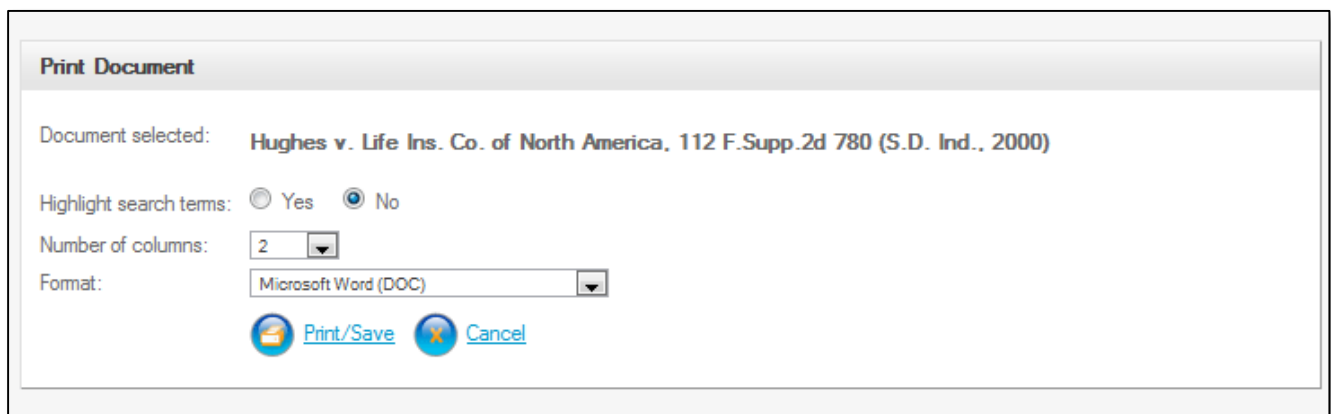 Print Document
Document selected: Hughes v. Life Ins. Co. of North America, 112 F.Supp.2d 780 (S.D. Ind., 2000)
Highlight search terms: Yes No
Number of columns: 2
Format: Microsoft Word (DOC)
Print/Save Cancel